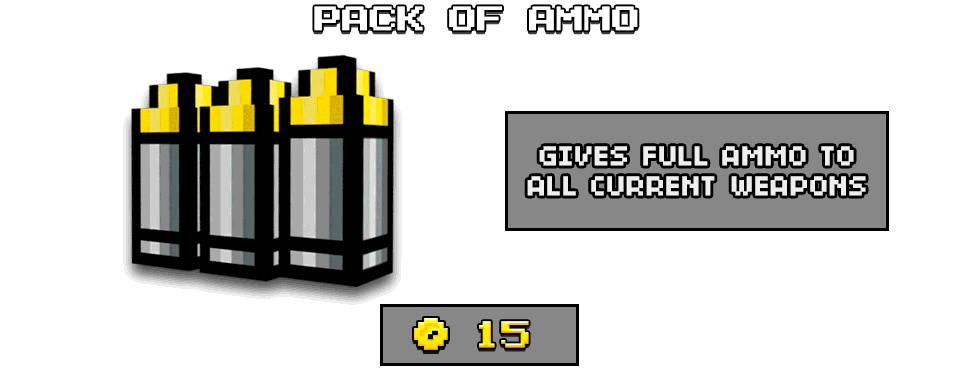 PACK OF AMMO
GIVES FULL AMMO TO
ALL CURRENT WEAPONS
15